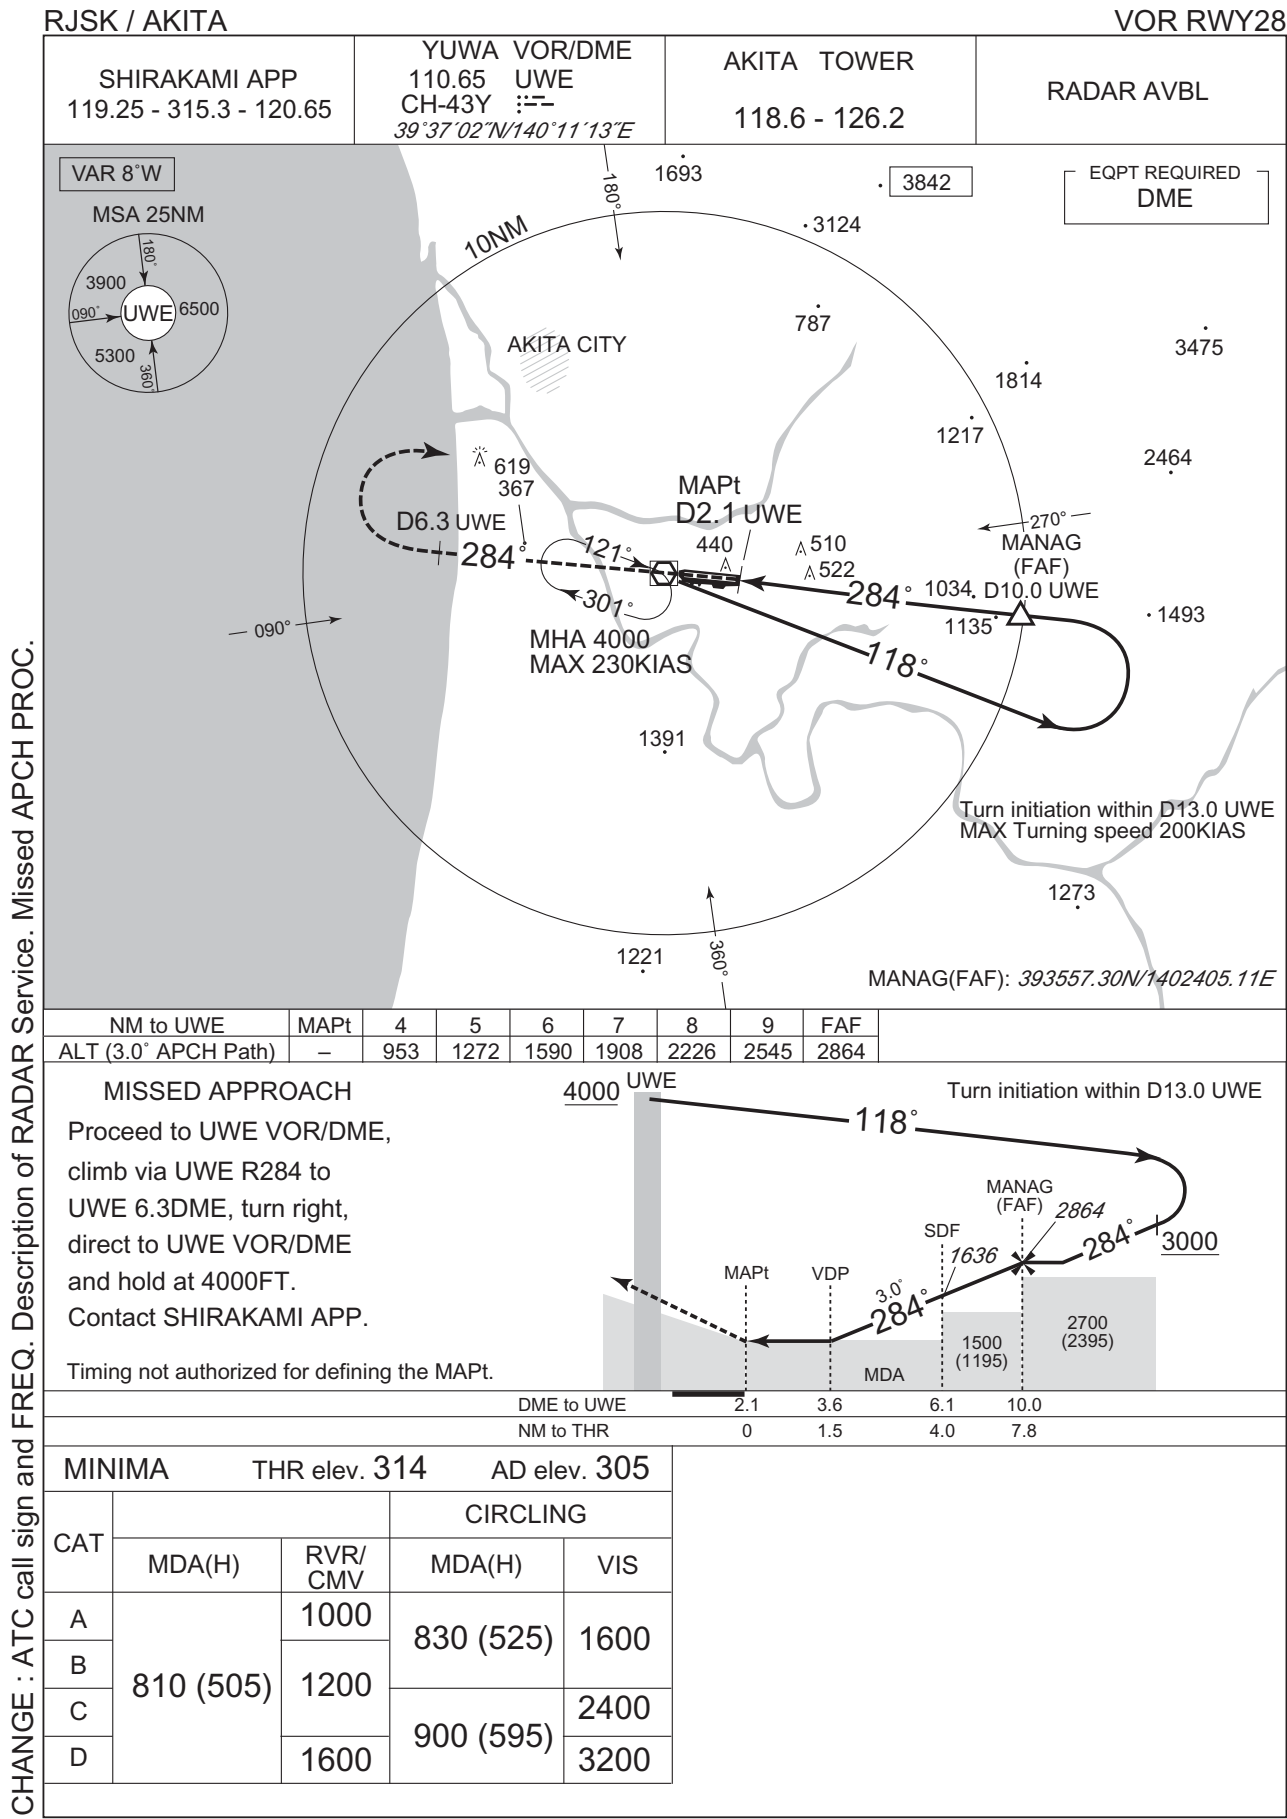 RJSK / AKITA
VOR RWY28
SHIRAKAMI APP
119.25 - 315.3 - 120.65
YUWA VOR/DME
110.65 UWE
CH-43Y
39°37´02˝N/140°11´13˝E
AKITA TOWER
118.6 - 126.2
RADAR AVBL
VAR 8°W
MSA 25NM
180°
3900
090°
UWE
6500
5300
360°
EQPT REQUIRED
DME
180°
1693
3842
3124
10NM
787
AKITA CITY
3475
1814
1217
2464
619
367
MAPt
D2.1 UWE
D6.3 UWE
284°
121°
440
510
522
270°
MANAG
(FAF)
D10.0 UWE
284°
1034
1135
1493
301°
090°
MHA 4000
MAX 230KIAS
118°
1391
Turn initiation within D13.0 UWE
MAX Turning speed 200KIAS
1273
360°
1221
MANAG(FAF): 393557.30N/1402405.11E
NM to UWE MAPt 4 5 6 7 8 9 FAF
ALT (3.0° APCH Path) – 953 1272 1590 1908 2226 2545 2864
MISSED APPROACH
Proceed to UWE VOR/DME,
climb via UWE R284 to
UWE 6.3DME, turn right,
direct to UWE VOR/DME
and hold at 4000FT.
Contact SHIRAKAMI APP.
Timing not authorized for defining the MAPt.
4000
UWE
Turn initiation within D13.0 UWE
118°
MANAG
(FAF)
2864
SDF
1636
284°
3000
MAPt
VDP
3.0°
284°
2700
(2395)
1500
(1195)
MDA
DME to UWE 2.1 3.6 6.1 10.0
NM to THR 0 1.5 4.0 7.8
MINIMA THR elev. 314 AD elev. 305
CAT
CIRCLING
MDA(H)
RVR/
CMV
MDA(H)
VIS
A
B
C
D
810 (505)
1000
1200
1600
830 (525)
900 (595)
1600
2400
3200
CHANGE : ATC call sign and FREQ. Description of RADAR Service. Missed APCH PROC.